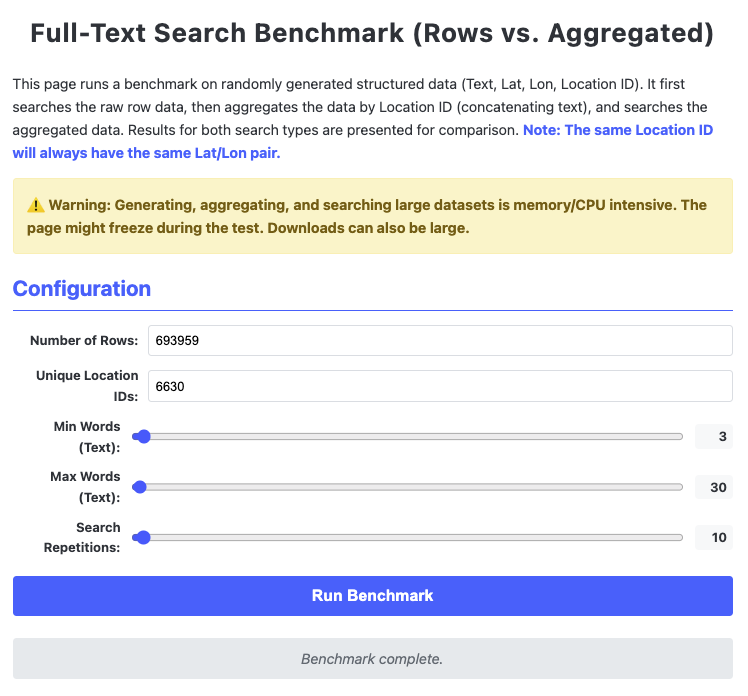 Full-Text Search Benchmark (Rows vs. Aggregated)
This page runs a benchmark on randomly generated structured data (Text, Lat, Lon, Location ID). It first
searches the raw row data, then aggregates the data by Location ID (concatenating text), and searches the
aggregated data. Results for both search types are presented for comparison. Note: The same Location ID
will always have the same Lat/Lon pair.
⚠️ Warning: Generating, aggregating, and searching large datasets is memory/CPU intensive. The
page might freeze during the test. Downloads can also be large.
Configuration
Number of Rows: 693959
Unique Location
IDs: 6630
Min Words
(Text): 3
Max Words
(Text): 30
Search
Repetitions: 10
Run Benchmark
Benchmark complete.